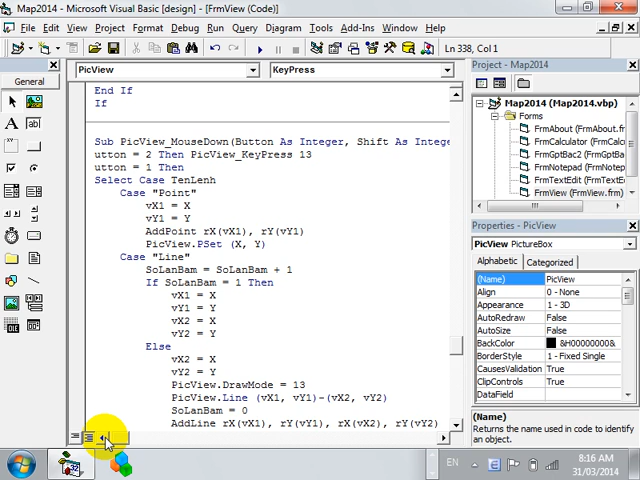 Map2014 - Microsoft Visual Basic [design] - [FrmView (Code)]
File Edit View Project Format Debug Run Query Diagram Tools Add-Ins Window Help
Ln 338, Col 1
General
PicView
KeyPress
End If
If
Sub PicView_MouseDown(Button As Integer, Shift As Intege
utton = 2 Then PicView_KeyPress 13
utton = 1 Then
Select Case TenLenh
Case "Point"
vX1 = X
vY1 = Y
AddPoint rX(vX1), rY(vY1)
PicView.PSet (X, Y)
Case "Line"
SoLanBam = SoLanBam + 1
If SoLanBam = 1 Then
vX1 = X
vY1 = Y
vX2 = X
vY2 = Y
Else
vX2 = X
vY2 = Y
PicView.DrawMode = 13
PicView.Line (vX1, vY1)-(vX2, vY2)
SoLanBam = 0
AddLine rX(vX1), rY(vY1), rX(vX2), rY(vY2)
Project - Map2014
Map2014 (Map2014.vbp)
Forms
FrmAbout (FrmAbout.fr
FrmCalculator (FrmCalculator.fr
FrmGptBac2 (FrmGptBac2.fr
FrmNotepad (FrmNotepad.fr
FrmTextEdit (FrmTextEdit.fr
FrmView (FrmView.frm)
Properties - PicView
PicView PictureBox
Alphabetic Categorized
(Name) PicView
Align 0 - None
Appearance 1 - 3D
AutoRedraw False
AutoSize False
BackColor &H00000000&
BorderStyle 1 - Fixed Single
CausesValidation True
ClipControls True
DataField
(Name)
Returns the name used in code to identify an object.
EN
8:16 AM
31/03/2014